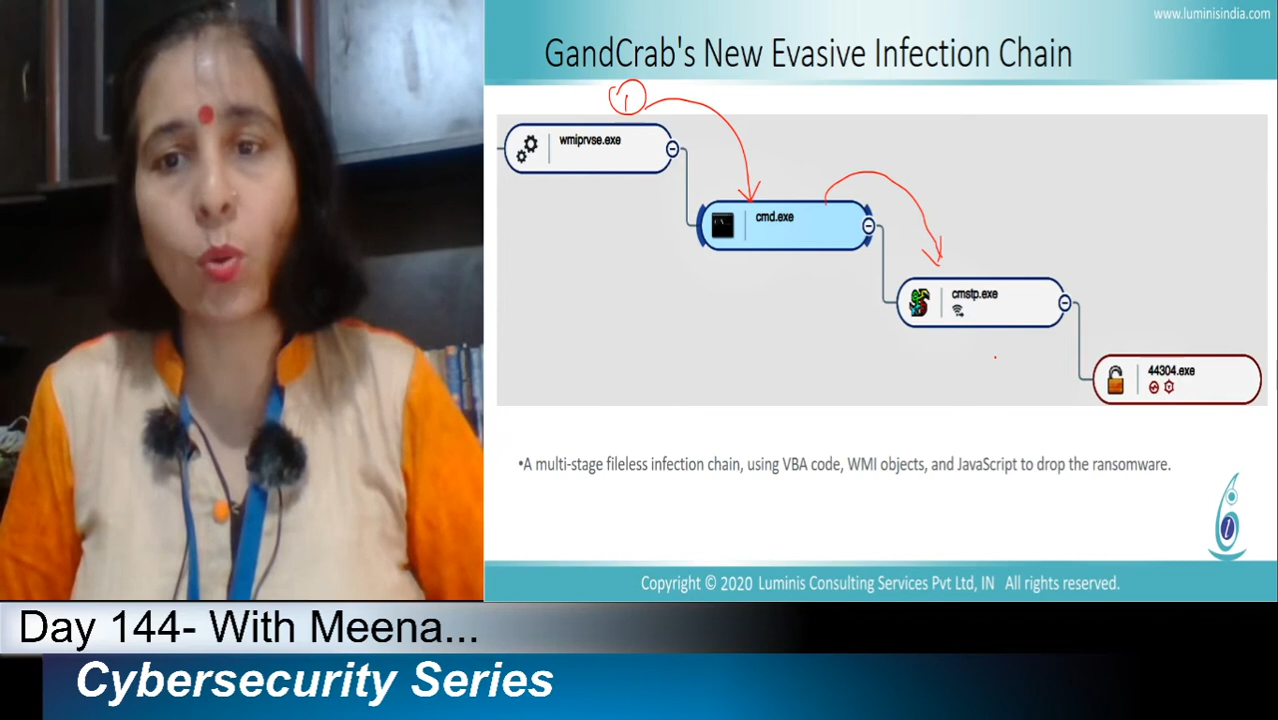 www.luminisindia.com
GandCrab's New Evasive Infection Chain
1
wmiprvse.exe
cmd.exe
cmstp.exe
44304.exe
•A multi-stage fileless infection chain, using VBA code, WMI objects, and JavaScript to drop the ransomware.
Copyright © 2020 Luminis Consulting Services Pvt Ltd, IN All rights reserved.
Day 144- With Meena...
Cybersecurity Series